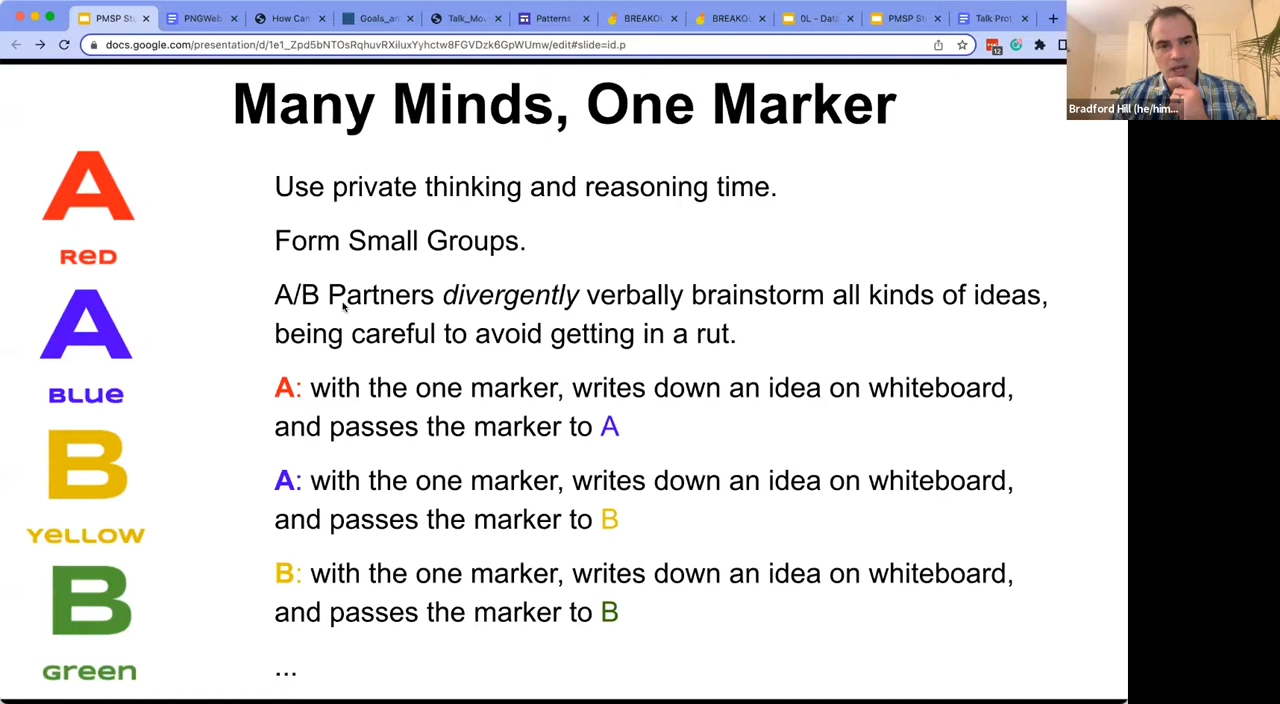 PMSP St
PNGWeb
How Can
Goals_an
Talk_Mov
Patterns
BREAKO
BREAKOU
0L - Data
PMSP St
Talk Prot
docs.google.com/presentation/d/1e1_Zpd5bNTOsRqhuvRXiluxYyhctw8FGVDzk6GpWUmw/edit#slide=id.p
12
Bradford Hill (he/him...
Many Minds, One Marker
A
RED
A
BLUE
B
YELLOW
B
Green
Use private thinking and reasoning time.
Form Small Groups.
A/B Partners divergently verbally brainstorm all kinds of ideas,
being careful to avoid getting in a rut.
A: with the one marker, writes down an idea on whiteboard,
and passes the marker to A
A: with the one marker, writes down an idea on whiteboard,
and passes the marker to B
B: with the one marker, writes down an idea on whiteboard,
and passes the marker to B
...